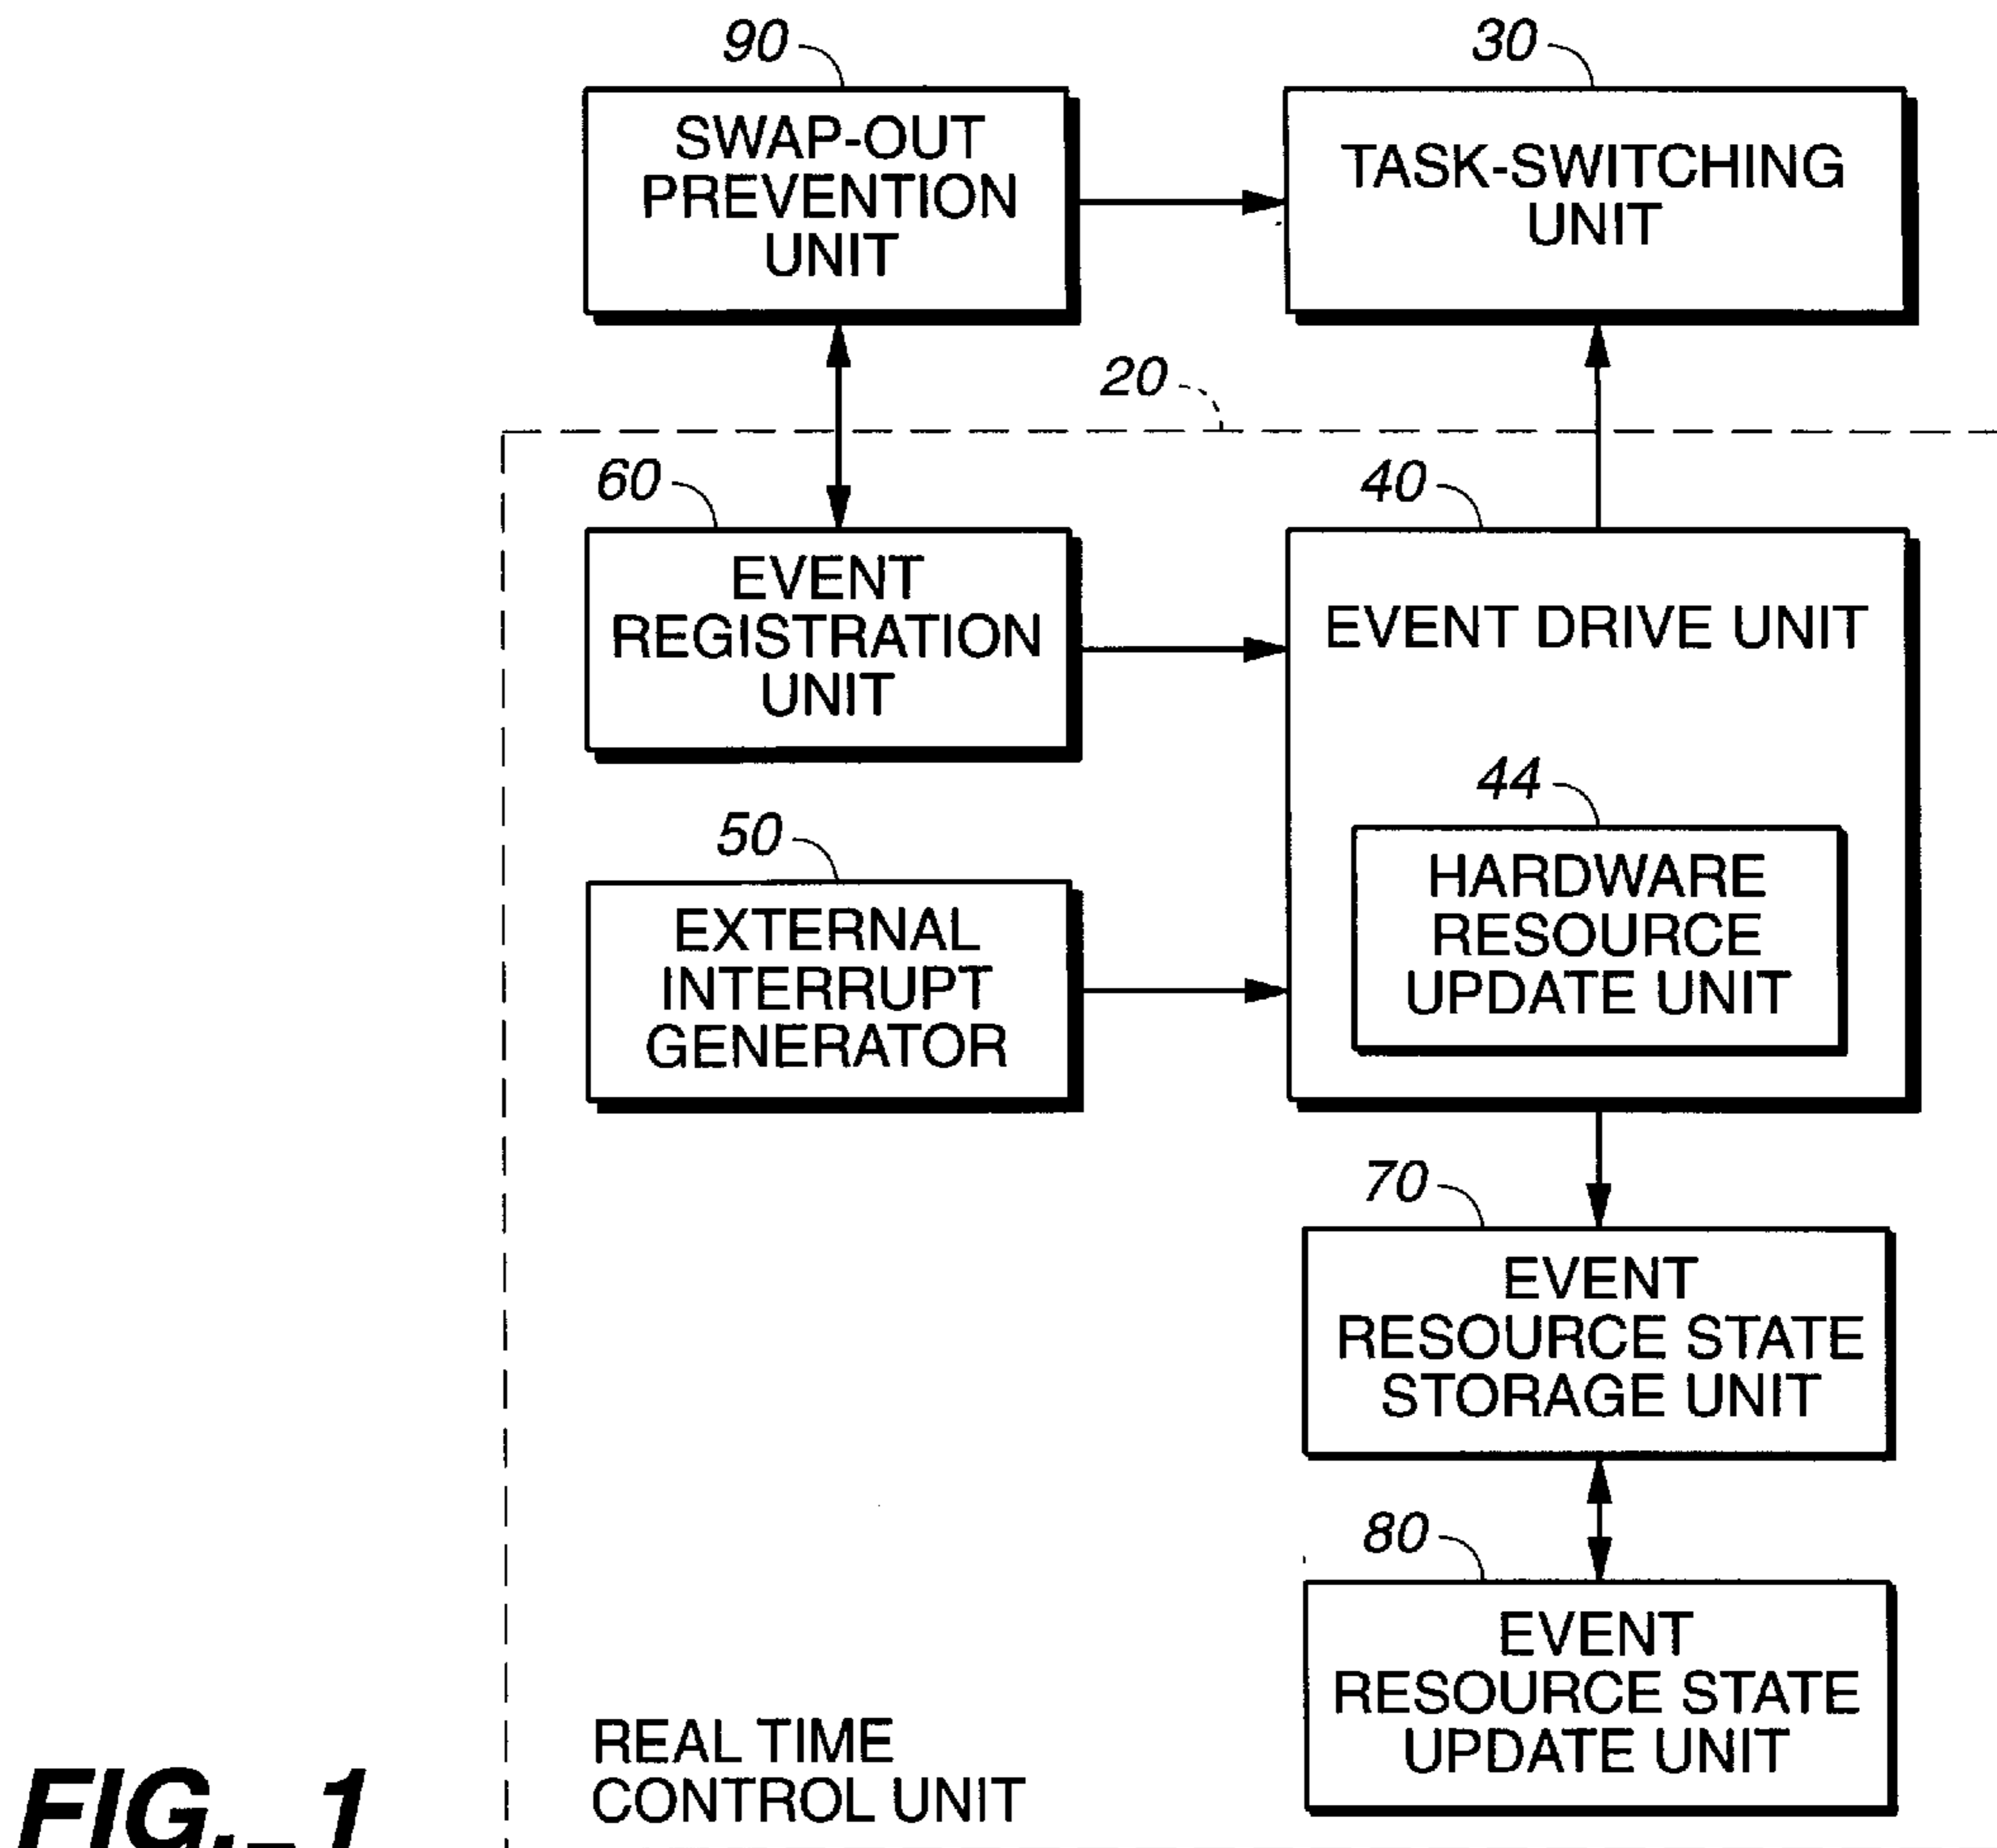 90
SWAP-OUT
PREVENTION
UNIT
30
TASK-SWITCHING
UNIT
20
60
EVENT
REGISTRATION
UNIT
40
EVENT DRIVE UNIT
44
HARDWARE
RESOURCE
UPDATE UNIT
50
EXTERNAL
INTERRUPT
GENERATOR
70
EVENT
RESOURCE STATE
STORAGE UNIT
80
EVENT
RESOURCE STATE
UPDATE UNIT
REAL TIME
CONTROL UNIT
FIG._1